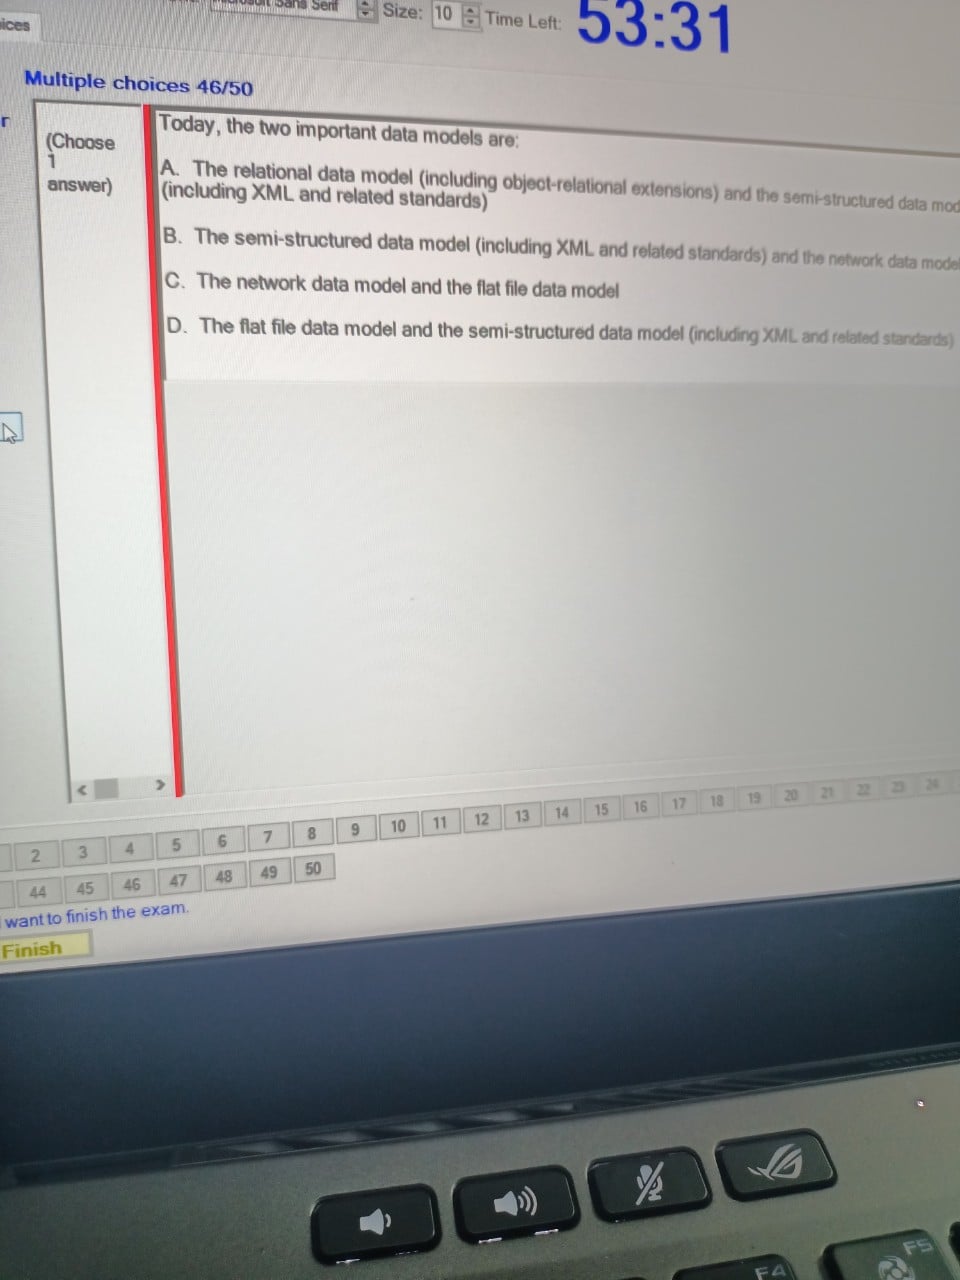 Sans Serif Size: 10 Time Left: 53:31
Multiple choices 46/50
(Choose
1
answer)
Today, the two important data models are:
A. The relational data model (including object-relational extensions) and the semi-structured data mod
(including XML and related standards)
B. The semi-structured data model (including XML and related standards) and the network data model
C. The network data model and the flat file data model
D. The flat file data model and the semi-structured data model (including XML and related standards)
2 3 4 5 6 7 8 9 10 11 12 13 14 15 16 17 18 19 20 21 22 23 24
44 45 46 47 48 49 50
want to finish the exam.
Finish
F4 F5